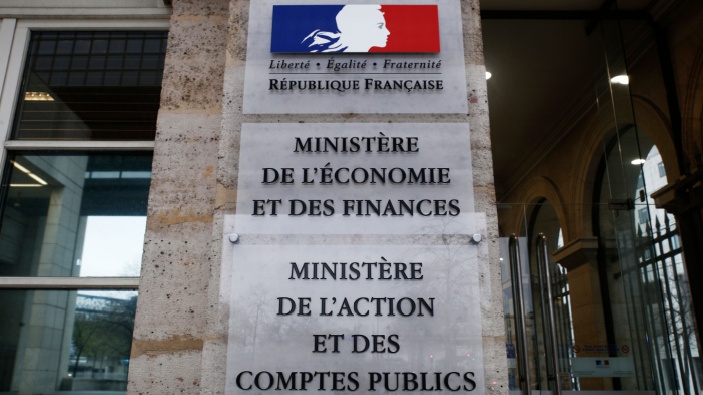 Liberté • Égalité • Fraternité
RÉPUBLIQUE FRANÇAISE
MINISTÈRE
DE L'ÉCONOMIE
ET DES FINANCES
MINISTÈRE
DE L'ACTION
ET DES
COMPTES PUBLICS